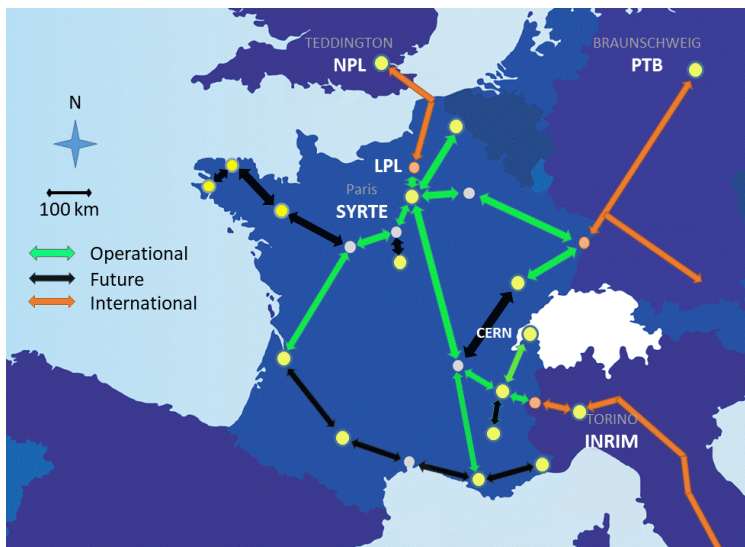 TEDDINGTON
NPL
BRAUNSCHWEIG
PTB
N
100 km
LPL
Paris
SYRTE
Operational
Future
International
CERN
TORINO
INRIM